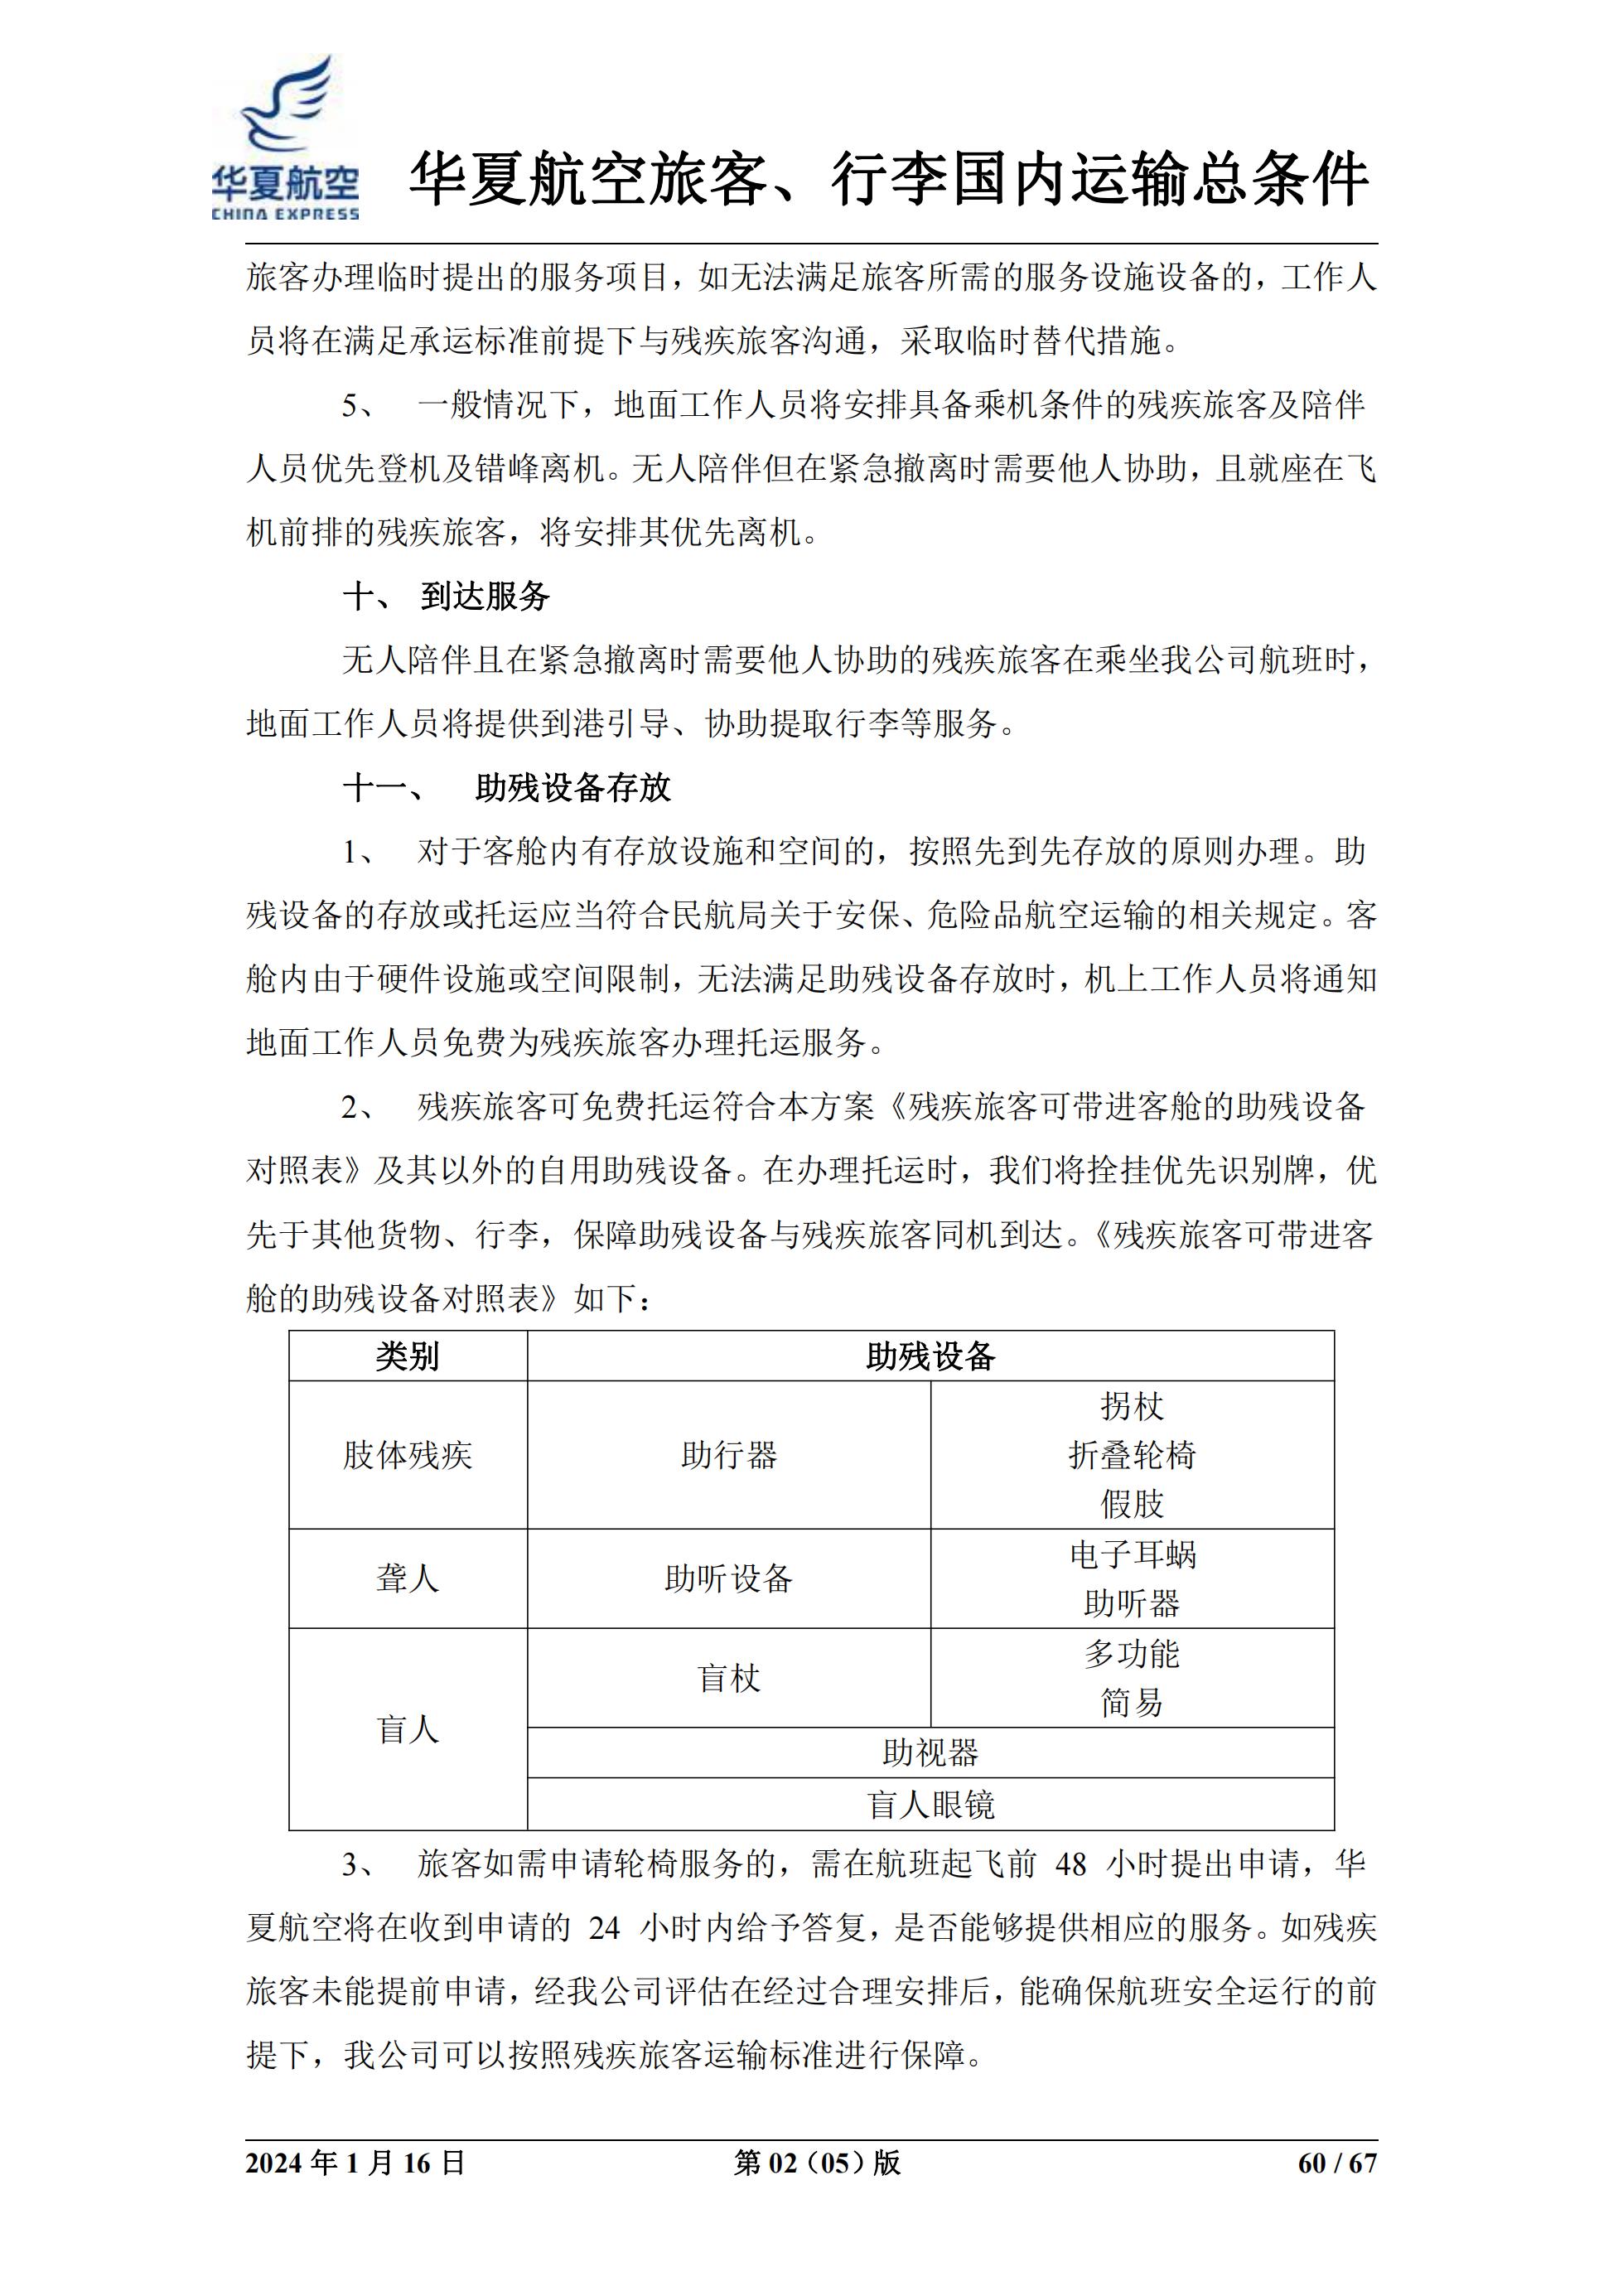 华夏航空
CHINA EXPRESS
华夏航空旅客、行李国内运输总条件
旅客办理临时提出的服务项目，如无法满足旅客所需的服务设施设备的，工作人
员将在满足承运标准前提下与残疾旅客沟通，采取临时替代措施。
5、 一般情况下，地面工作人员将安排具备乘机条件的残疾旅客及陪伴
人员优先登机及错峰离机。无人陪伴但在紧急撤离时需要他人协助，且就座在飞
机前排的残疾旅客，将安排其优先离机。
十、 到达服务
无人陪伴且在紧急撤离时需要他人协助的残疾旅客在乘坐我公司航班时，
地面工作人员将提供到港引导、协助提取行李等服务。
十一、 助残设备存放
1、 对于客舱内有存放设施和空间的，按照先到先存放的原则办理。助
残设备的存放或托运应当符合民航局关于安保、危险品航空运输的相关规定。客
舱内由于硬件设施或空间限制，无法满足助残设备存放时，机上工作人员将通知
地面工作人员免费为残疾旅客办理托运服务。
2、 残疾旅客可免费托运符合本方案《残疾旅客可带进客舱的助残设备
对照表》及其以外的自用助残设备。在办理托运时，我们将拴挂优先识别牌，优
先于其他货物、行李，保障助残设备与残疾旅客同机到达。《残疾旅客可带进客
舱的助残设备对照表》如下：
类别 助残设备
肢体残疾 助行器 拐杖
折叠轮椅
假肢
聋人 助听设备 电子耳蜗
助听器
盲人 盲杖 多功能
简易
助视器
盲人眼镜
3、 旅客如需申请轮椅服务的，需在航班起飞前 48 小时提出申请，华
夏航空将在收到申请的 24 小时内给予答复，是否能够提供相应的服务。如残疾
旅客未能提前申请，经我公司评估在经过合理安排后，能确保航班安全运行的前
提下，我公司可以按照残疾旅客运输标准进行保障。
2024 年 1 月 16 日 第 02（05）版 60 / 67